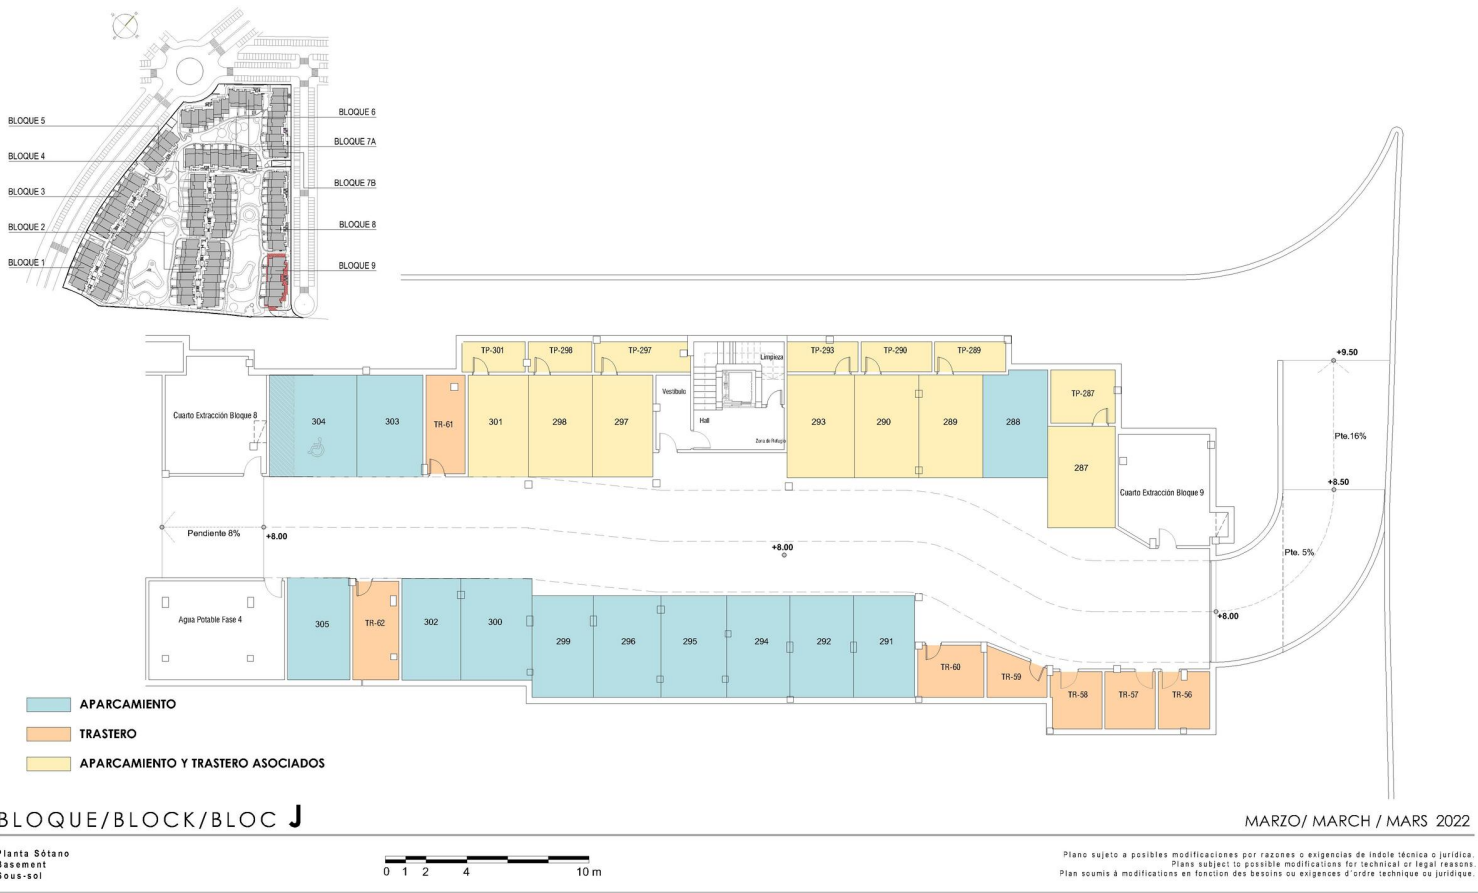 BLOQUE 5
BLOQUE 4
BLOQUE 3
BLOQUE 2
BLOQUE 1
BLOQUE 6
BLOQUE 7A
BLOQUE 7B
BLOQUE 8
BLOQUE 9
TP-301
TP-298
TP-297
Limpieza
TP-293
TP-290
TP-289
+9.50
Cuarto Extracción Bloque 8
304
303
TR-61
301
298
297
Vestíbulo
Hall
Zona de Refugio
293
290
289
288
TP-287
287
Pte.16%
+8.50
Cuarto Extracción Bloque 9
Pendiente 8%
+8.00
+8.00
Pte. 5%
+8.00
Agua Potable Fase 4
305
TR-62
302
300
299
296
295
294
292
291
TR-60
TR-59
TR-58
TR-57
TR-56
APARCAMIENTO
TRASTERO
APARCAMIENTO Y TRASTERO ASOCIADOS
BLOQUE/BLOCK/BLOC J
MARZO/ MARCH / MARS 2022
Planta Sótano
Basement
Sous-sol
0 1 2 4 10 m
Plano sujeto a posibles modificaciones por razones o exigencias de índole técnica o jurídica.
Plans subject to possible modifications for technical or legal reasons.
Plan soumis à modifications en fonction des besoins ou exigences d'ordre technique ou juridique.